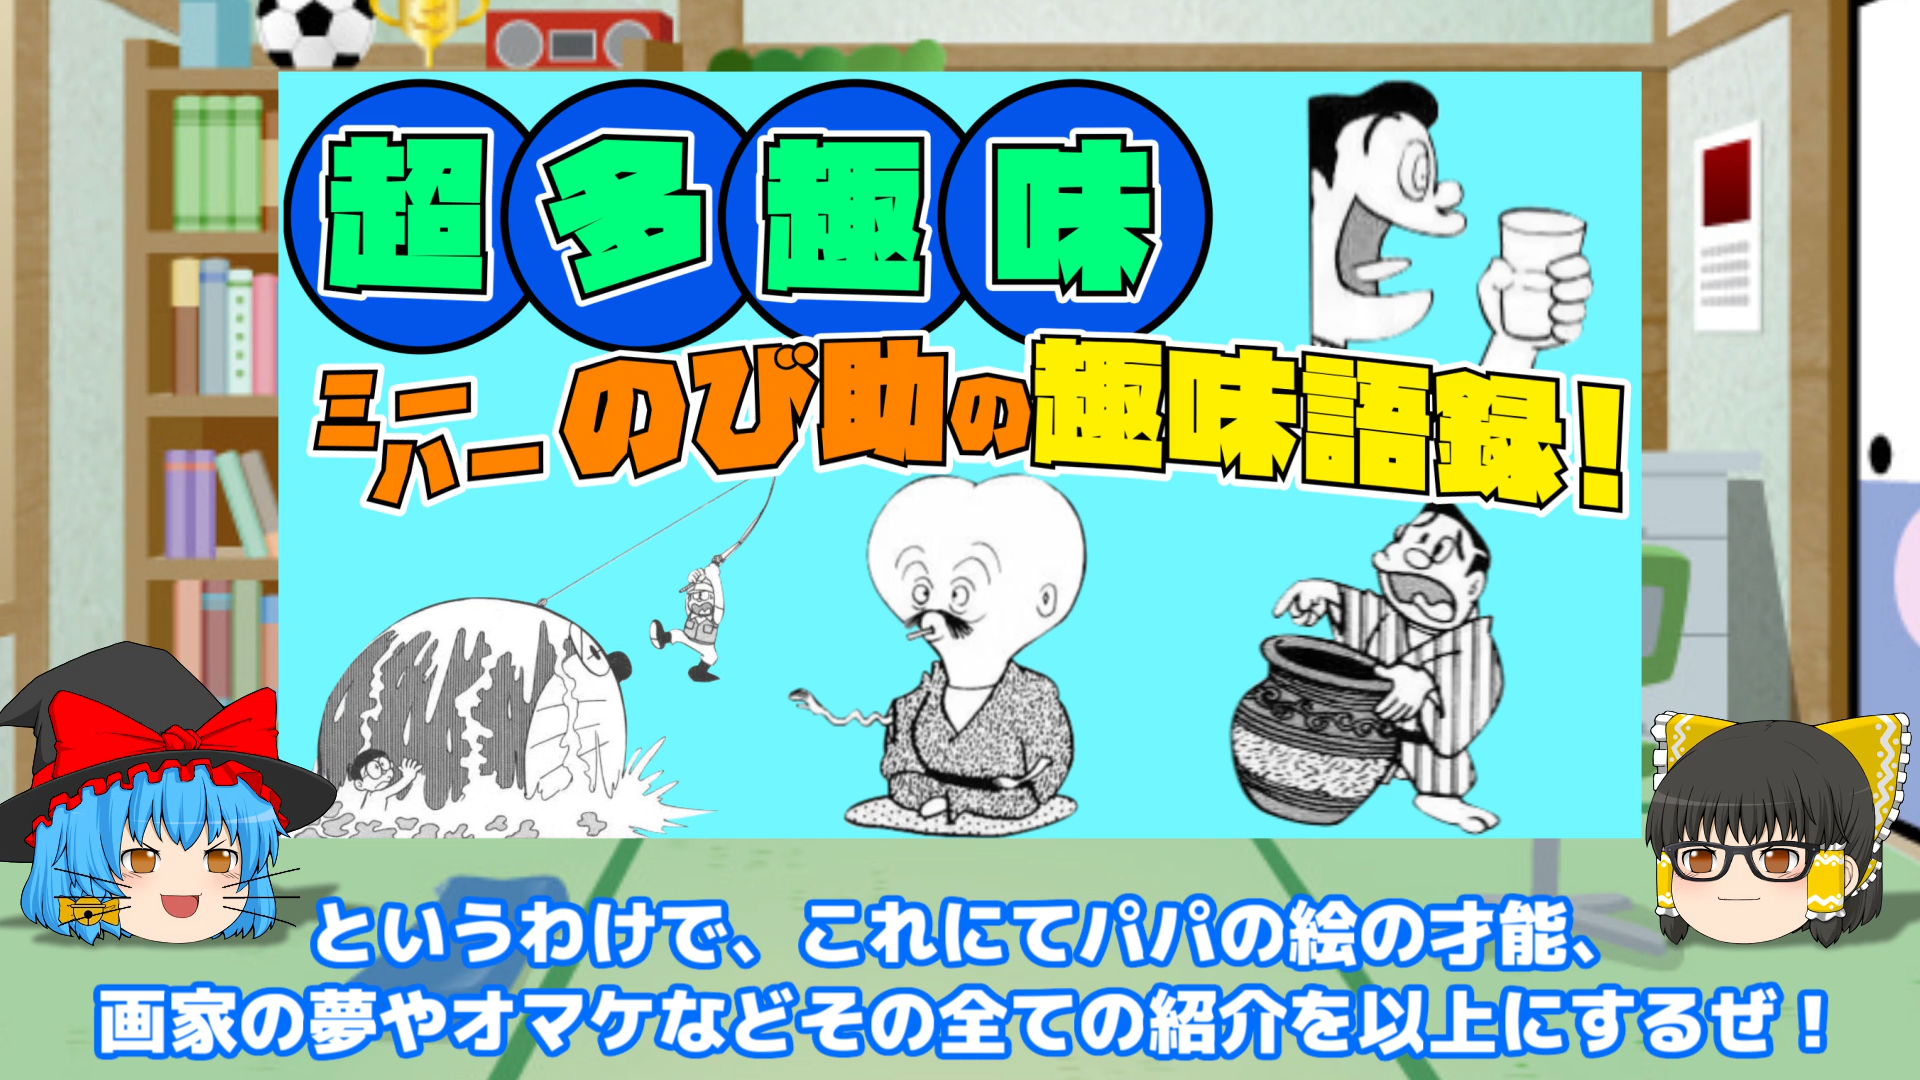 超多趣味
ミーハーのび助の趣味語録!
というわけで、これにてパパの絵の才能、
画家の夢やオマケなどその全ての紹介を以上にするぜ！